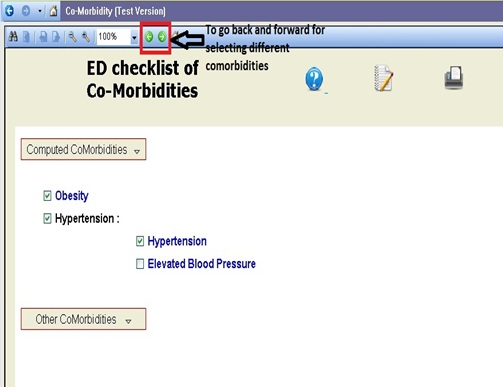 Co-Morbidity (Test Version)
100%
To go back and forward for
selecting different
comorbidities
ED checklist of
Co-Morbidities
Computed CoMorbidities
Obesity
Hypertension :
Hypertension
Elevated Blood Pressure
Other CoMorbidities